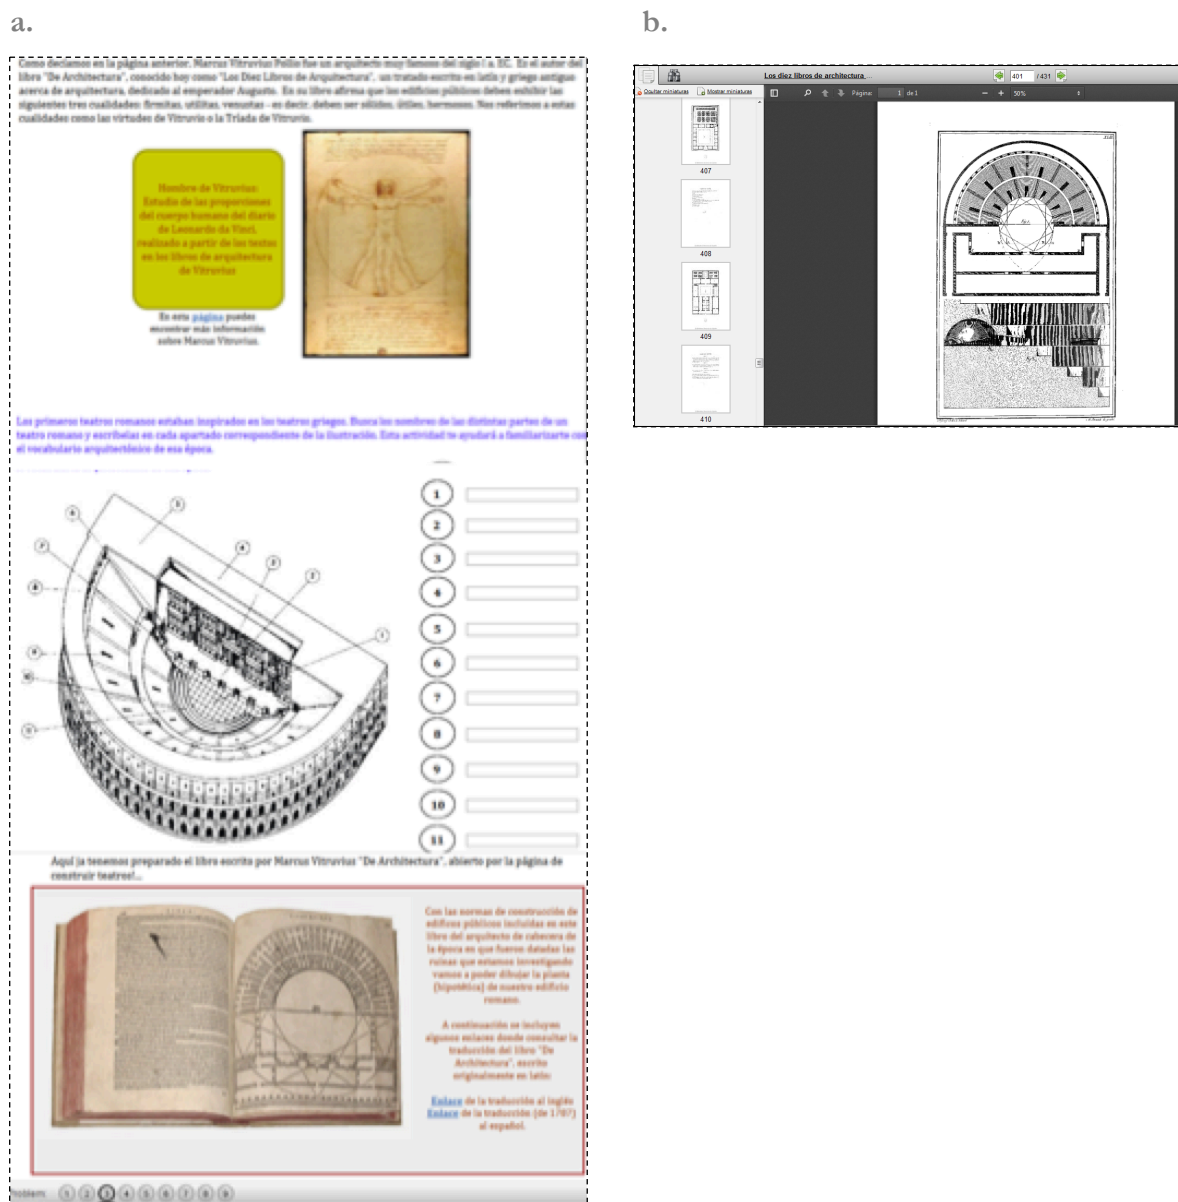 a.
Como decíamos en la página anterior, Marcus Vitruvius Pollio fue un arquitecto muy famoso del siglo I a. EC. Es el autor del
libro "De Architectura", conocido hoy como "Los Diez Libros de Arquitectura", un tratado escrito en latín y griego antiguo
acerca de arquitectura, dedicado al emperador Augusto. En su libro afirma que los edificios públicos deben exhibir las
siguientes tres cualidades: firmitas, utilitas, venustas - es decir, deben ser sólidos, útiles, hermosos. Nos referimos a estas
cualidades como las virtudes de Vitruvio o la Tríada de Vitruvio.
Hombre de Vitruvius:
Estudio de las proporciones
del cuerpo humano del diario
de Leonardo da Vinci,
realizado a partir de los textos
en los libros de arquitectura
de Vitruvius
En esta página puedes
encontrar más información
sobre Marcus Vitruvius.
Los primeros teatros romanos estaban inspirados en los teatros griegos. Busca los nombres de las distintas partes de un
teatro romano y escríbelas en cada apartado correspondiente de la ilustración. Esta actividad te ayudará a familiarizarte con
el vocabulario arquitectónico de esa época.
1
2
3
4
5
6
7
8
9
10
11
Aquí ya tenemos preparado el libro escrito por Marcus Vitruvius "De Architectura", abierto por la página de
construir teatros!...
Con las normas de construcción de
edificos públicos incluidas en este
libro del arquitecto de cabecera de
la época en que fueron datadas las
ruinas que estamos investigando
vamos a poder dibujar la planta
(hipotética) de nuestro edificio
romano.
A continuación se incluyen
algunos enlaces donde consultar la
traducción del libro "De
Architectura", escrito
originalmente en latín:
Enlace de la traducción al inglés
Enlace de la traducción (de 1787)
al español.
Problem: 1 2 3 4 5 6 7 8 9
b.
Los diez libros de architectura ...
401 / 431
Ocultar miniaturas Mostrar miniaturas
Página: 1 de 1
50%
407
408
409
410